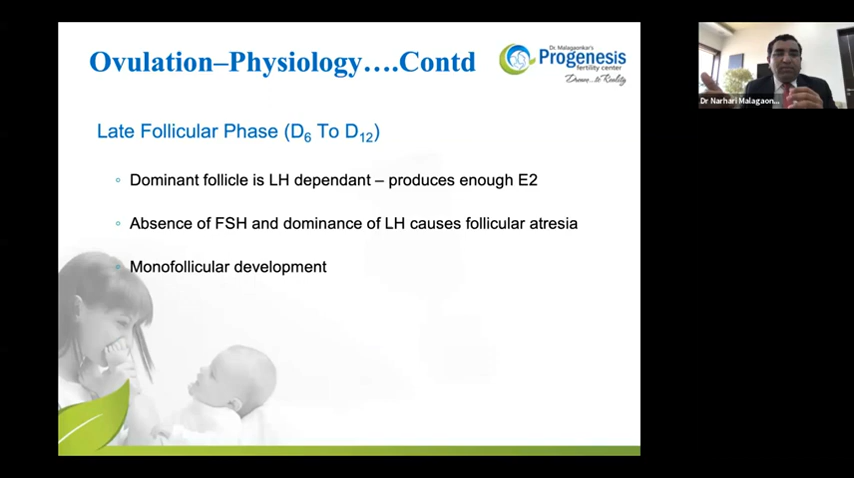 Ovulation–Physiology....Contd
Dr. Malagaonkar's
Progenesis
fertility center
Dream... to Reality
Late Follicular Phase (D6 To D12)
Dominant follicle is LH dependant – produces enough E2
Absence of FSH and dominance of LH causes follicular atresia
Monofollicular development
Dr Narhari Malagaon...